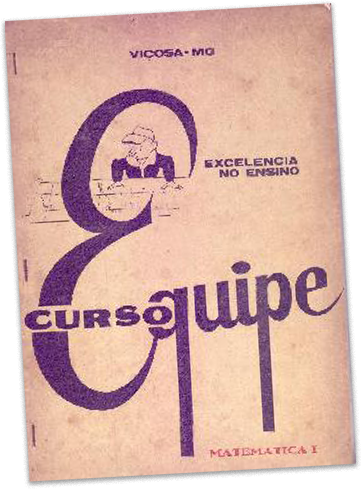 VIÇOSA-MG
EXCELENCIA
NO ENSINO
CURSO
Equipe
MATEMATICA I